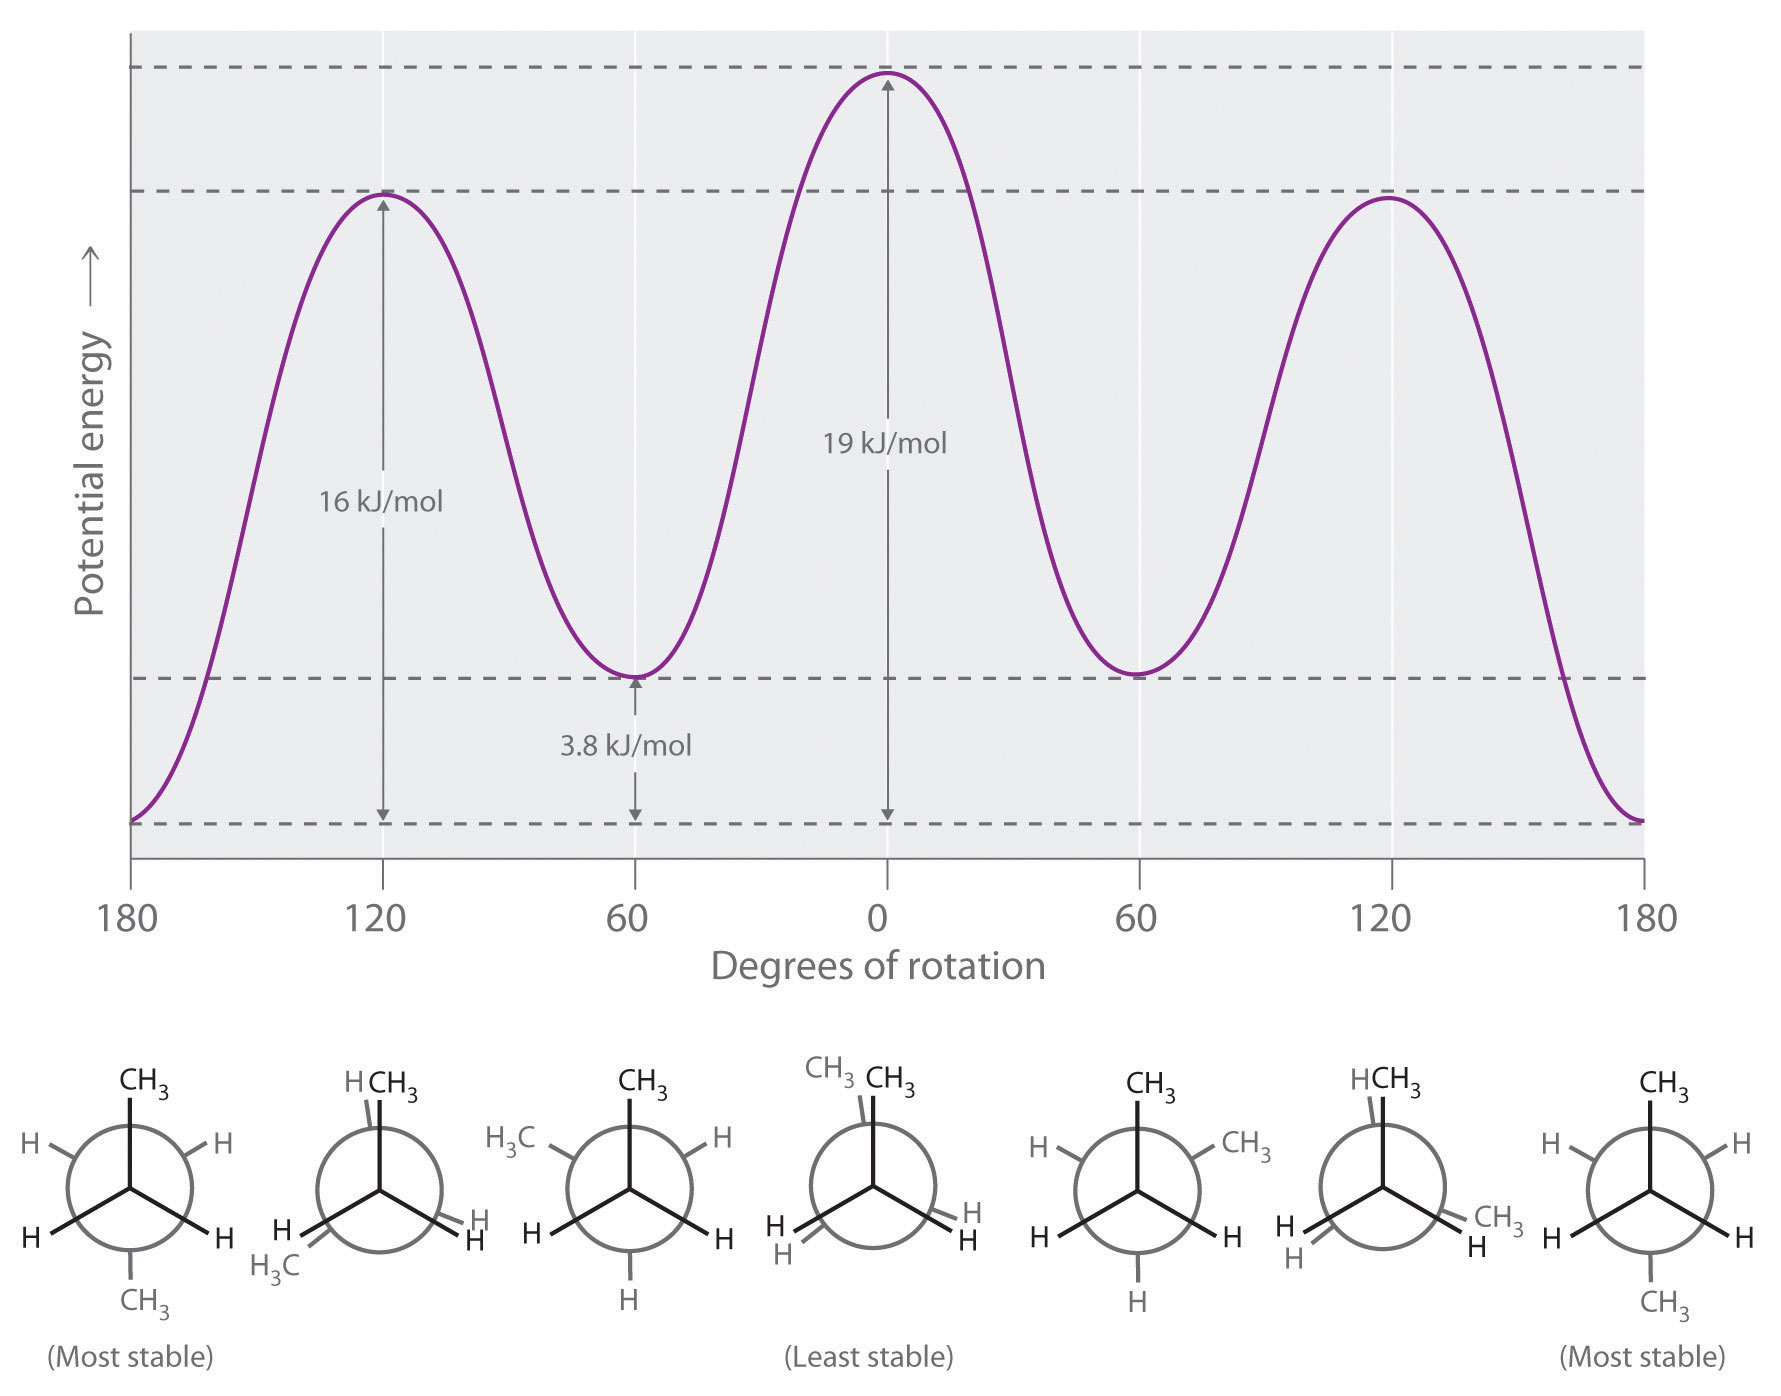 Potential energy →
16 kJ/mol
3.8 kJ/mol
19 kJ/mol
180 120 60 0 60 120 180
Degrees of rotation
CH3
H H
H H
CH3
(Most stable)
H CH3
H H
H
H3C
CH3
H3C H
H H
H
CH3 CH3
H H
H H
(Least stable)
CH3
H CH3
H H
H
H CH3
H CH3
H H
CH3
H H
H H
CH3
(Most stable)